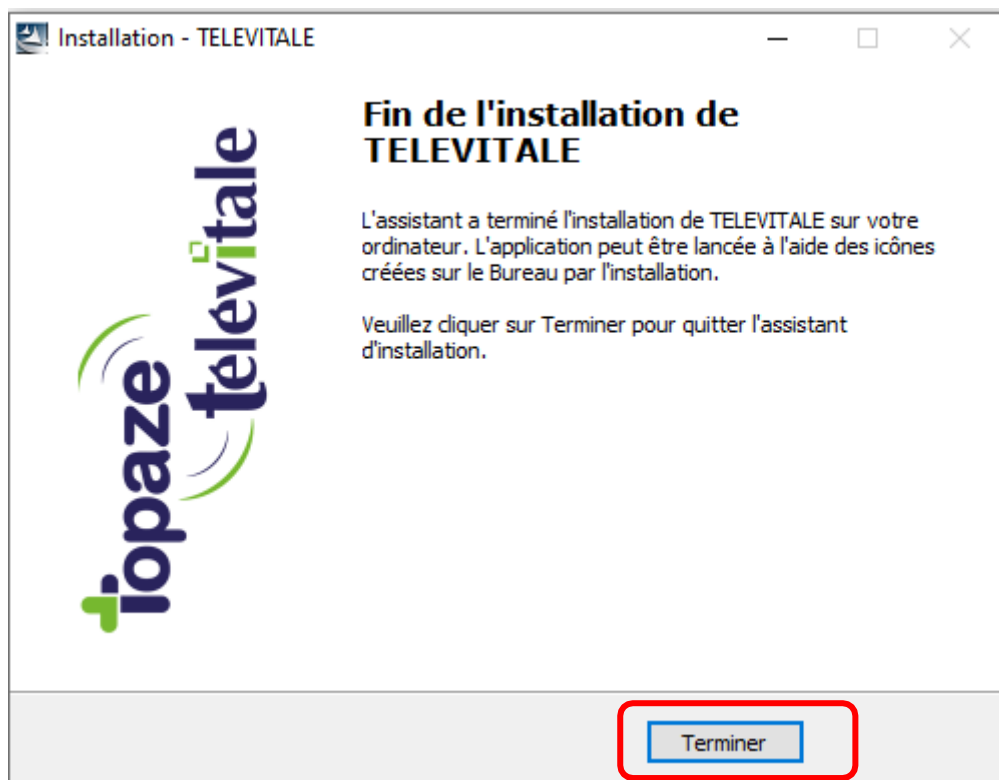 Installation - TELEVITALE
Fin de l'installation de
TELEVITALE
L'assistant a terminé l'installation de TELEVITALE sur votre
ordinateur. L'application peut être lancée à l'aide des icônes
créées sur le Bureau par l'installation.
Veuillez cliquer sur Terminer pour quitter l'assistant
d'installation.
topaze
télévitale
Terminer